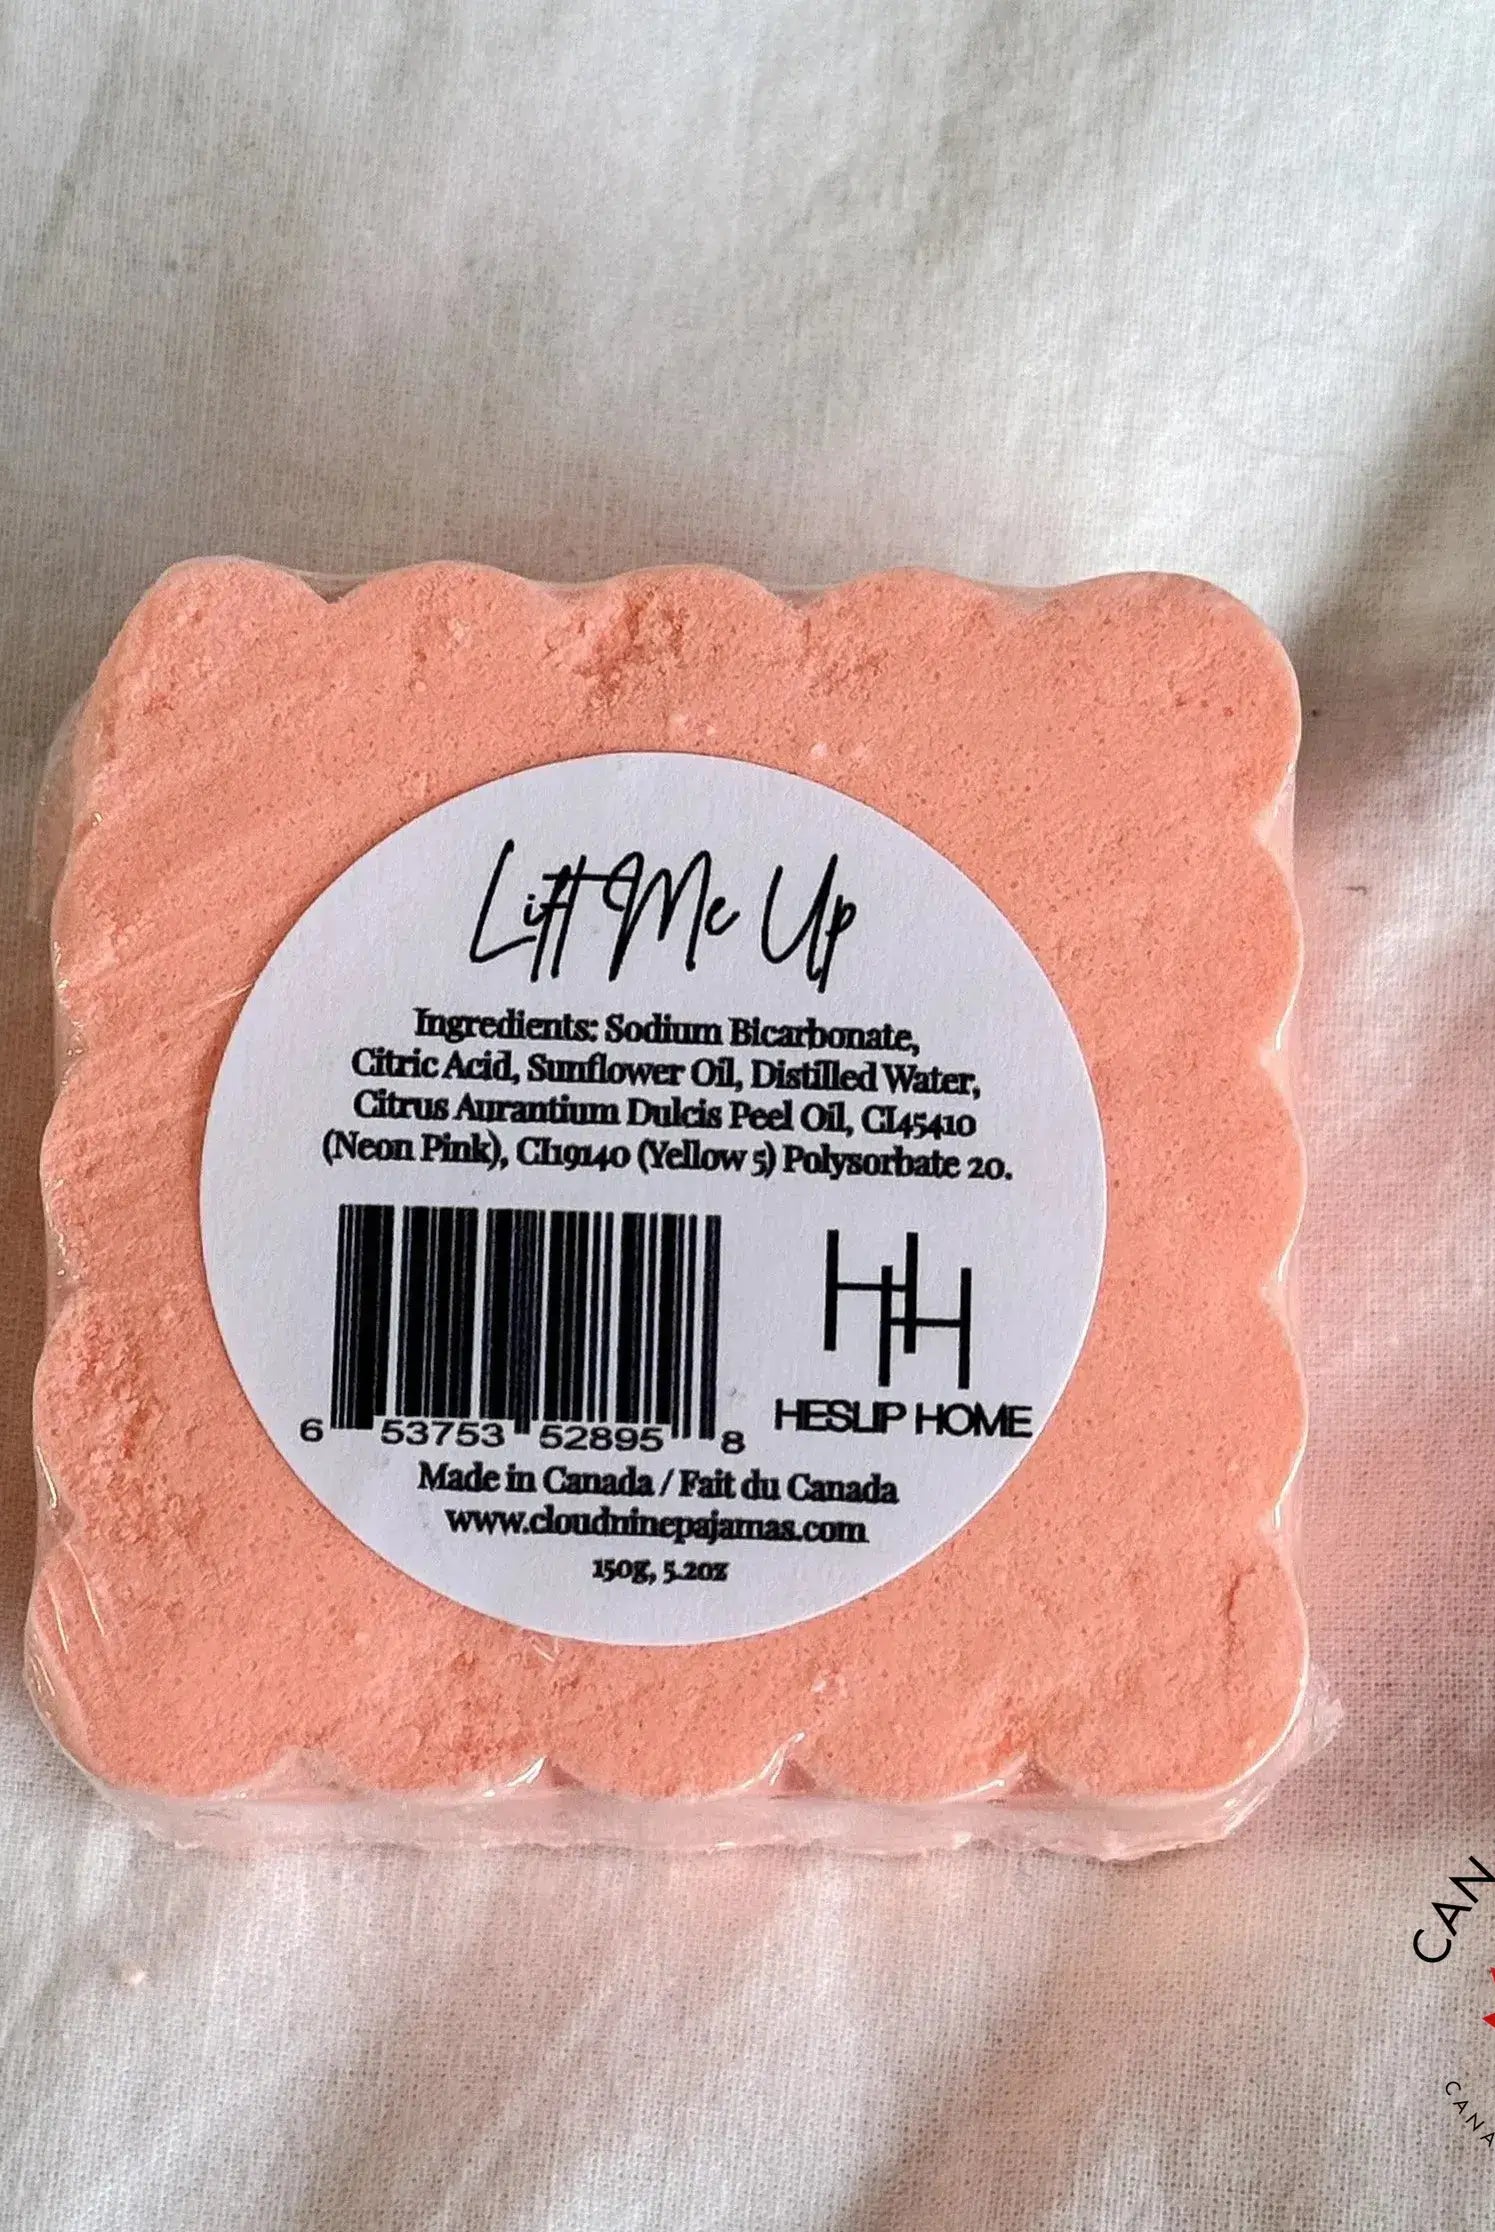 Lift Me Up
Ingredients: Sodium Bicarbonate,
Citric Acid, Sunflower Oil, Distilled Water,
Citrus Aurantium Dulcis Peel Oil, CI45410
(Neon Pink), CI19140 (Yellow 5) Polysorbate 20.
6 53753 52895 8
HH
HESLIP HOME
Made in Canada / Fait du Canada
www.cloudninepajamas.com
150g, 5.2oz
CAN
CANA